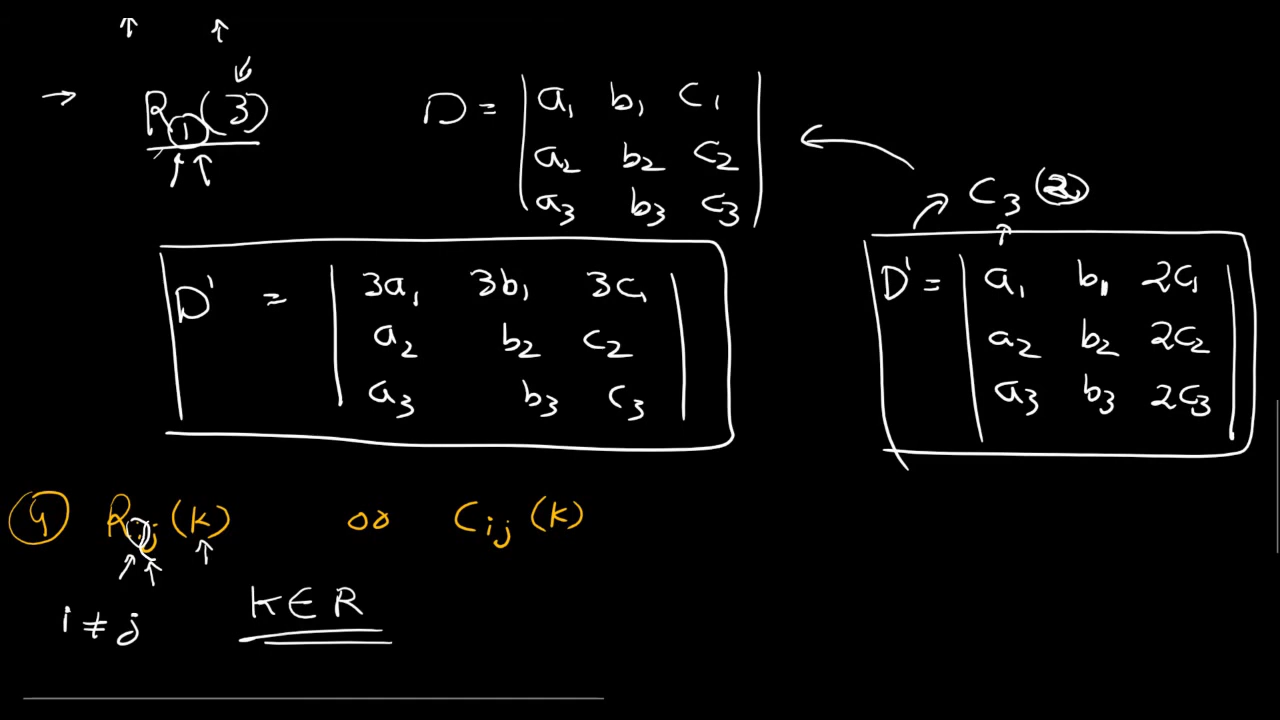 → R₁(3)
D = | a₁ b₁ c₁ |
| a₂ b₂ c₂ |
| a₃ b₃ c₃ |
C₃(2)
D' = | 3a₁ 3b₁ 3c₁ |
| a₂ b₂ c₂ |
| a₃ b₃ c₃ |
D' = | a₁ b₁ 2c₁ |
| a₂ b₂ 2c₂ |
| a₃ b₃ 2c₃ |
④ Rᵢⱼ(k) or Cᵢⱼ(k)
i ≠ j K ∈ R